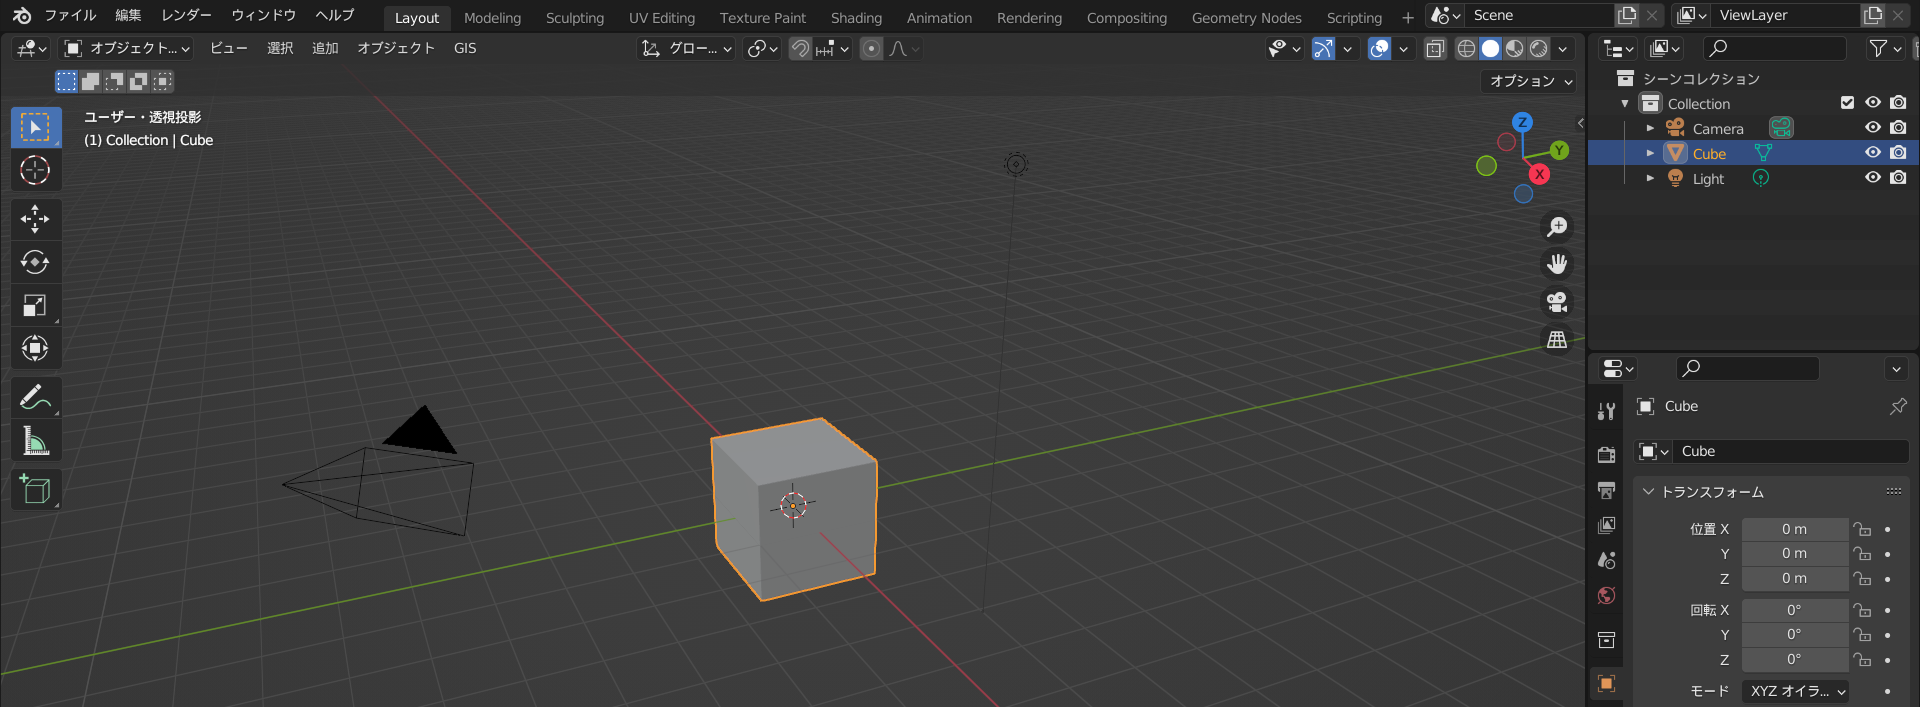 ファイル 編集 レンダー ウィンドウ ヘルプ Layout Modeling Sculpting UV Editing Texture Paint Shading Animation Rendering Compositing Geometry Nodes Scripting + Scene ViewLayer
オブジェクト... ビュー 選択 追加 オブジェクト GIS グロー...
オプション
ユーザー・透視投影
(1) Collection | Cube
Z
Y
X
シーンコレクション
Collection
Camera
Cube
Light
Cube
Cube
トランスフォーム
位置 X 0 m
Y 0 m
Z 0 m
回転 X 0°
Y 0°
Z 0°
モード XYZ オイラ...